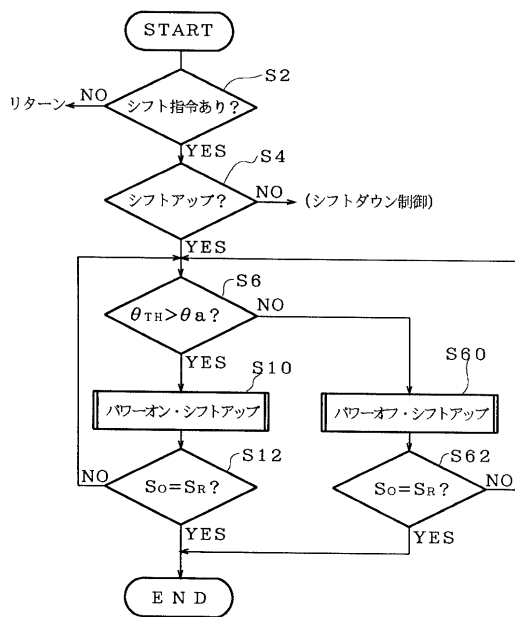 START
S2
シフト指令あり?
NO
リターン
YES
S4
シフトアップ?
NO
(シフトダウン制御)
YES
S6
θTH>θa?
NO
YES
S10
パワーオン・シフトアップ
S60
パワーオフ・シフトアップ
S12
SO=SR?
NO
YES
S62
SO=SR?
NO
YES
END